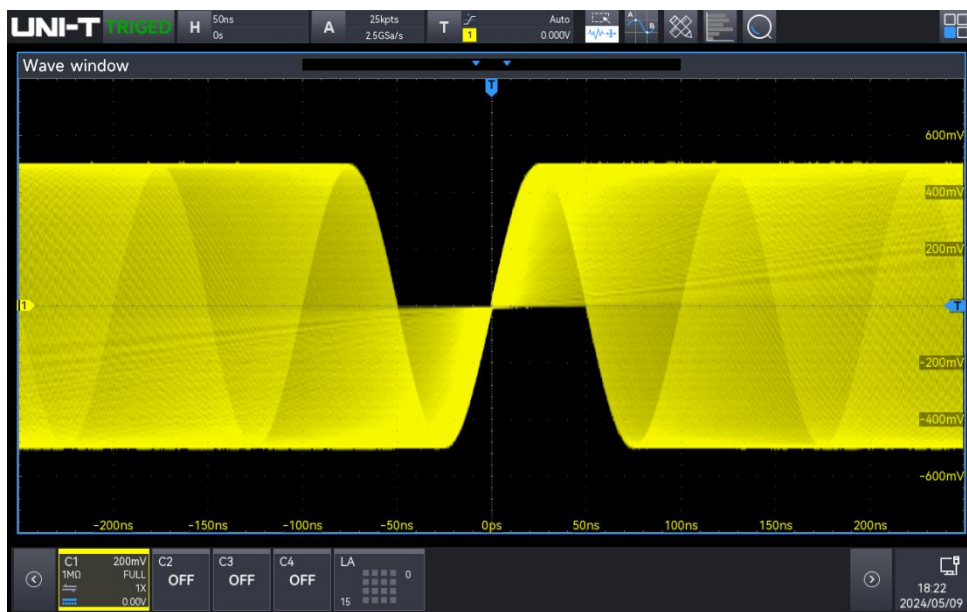 UNI-T TRIGED H 50ns 0s A 25kpts 2.5GSa/s T 1 Auto 0.000V A B
Wave window
T
600mV
400mV
200mV
1 T
-200mV
-400mV
-600mV
-200ns -150ns -100ns -50ns 0ps 50ns 100ns 150ns 200ns
C1 200mV 1MΩ FULL 1X 0.00V
C2 OFF
C3 OFF
C4 OFF
LA 0 15
18:22
2024/05/09